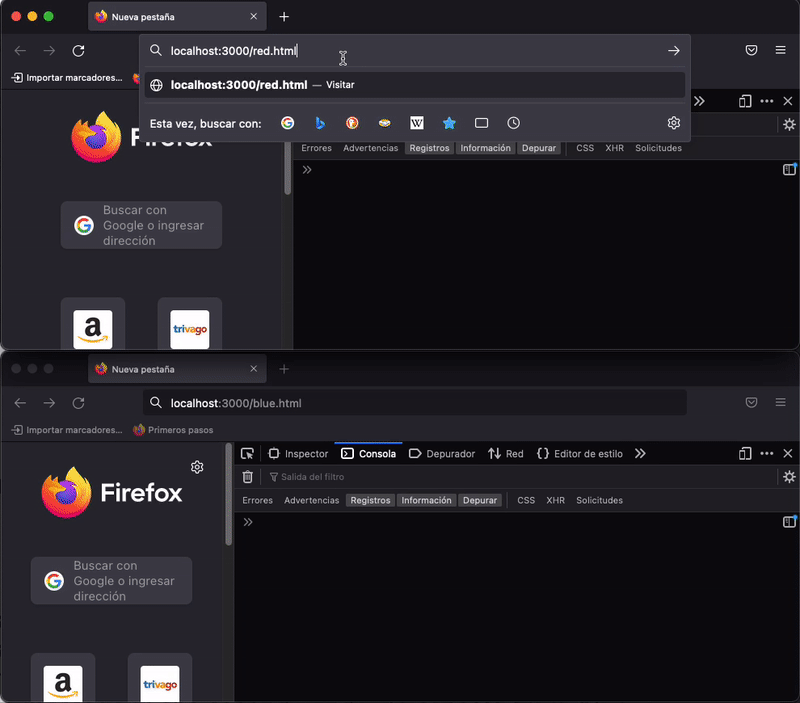 Nueva pestaña
localhost:3000/red.html
Importar marcadores...
localhost:3000/red.html — Visitar
Esta vez, buscar con:
W
Errores Advertencias Registros Información Depurar CSS XHR Solicitudes
Buscar con
Google o ingresar
dirección
a
trivago
Nueva pestaña
localhost:3000/blue.html
Importar marcadores... Primeros pasos
Inspector Consola Depurador Red Editor de estilo
Salida del filtro
Firefox
Errores Advertencias Registros Información Depurar CSS XHR Solicitudes
Buscar con
Google o ingresar
dirección
a
trivago